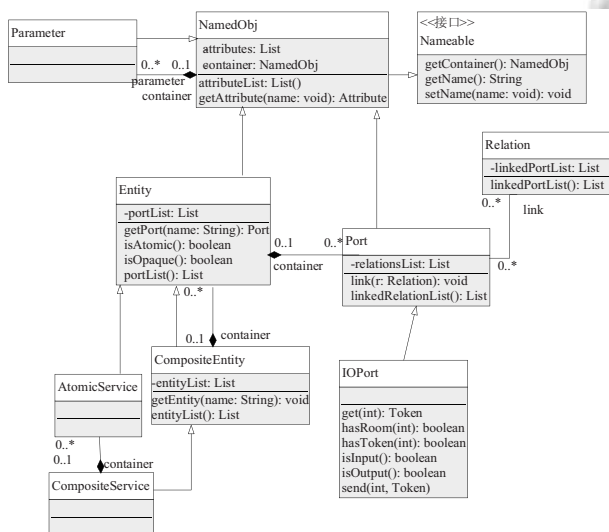 NamedObj
attributes: List
container: NamedObj
attributeList: List()
getAttribute(name: void): Attribute
Parameter
0..*
0..1
parameter
container
<<接口>>
Nameable
getContainer(): NamedObj
getName(): String
setName(name: void): void
Relation
-linkedPortList: List
linkedPortList(): List
0..*
link
0..*
Entity
-portList: List
getPort(name: String): Port
isAtomic(): boolean
isOpaque(): boolean
portList(): List
0..1
container
0..*
Port
-relationsList: List
link(r: Relation): void
linkedRelationList(): List
0..*
0..1
container
CompositeEntity
-entityList: List
getEntity(name: String): void
entityList(): List
IOPort
get(int): Token
hasRoom(int): boolean
hasToken(int): boolean
isInput(): boolean
isOutput(): boolean
send(int, Token)
AtomicService
0..*
0..1
container
CompositeService